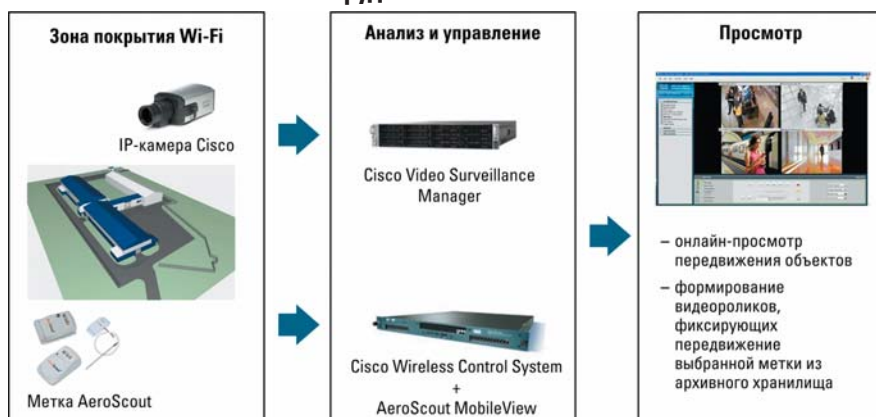 Зона покрытия Wi-Fi
IP-камера Cisco
Метка AeroScout
Анализ и управление
Cisco Video Surveillance
Manager
Cisco Wireless Control System
+
AeroScout MobileView
Просмотр
– онлайн-просмотр
передвижения объектов
– формирование
видеороликов,
фиксирующих
передвижение
выбранной метки из
архивного хранилища